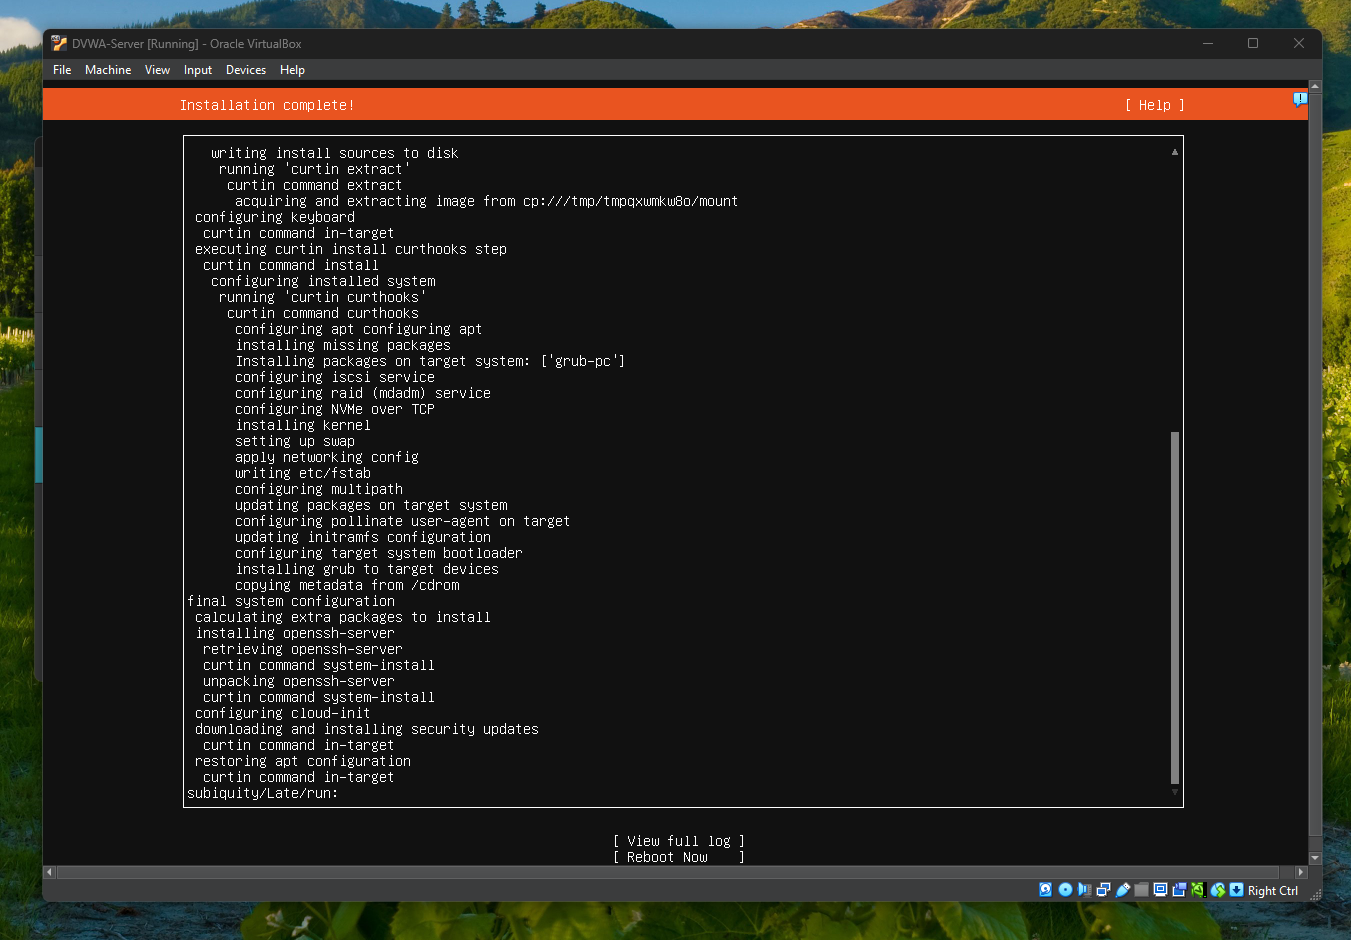 DVWA-Server [Running] - Oracle VirtualBox
File Machine View Input Devices Help
Installation complete! [ Help ]
writing install sources to disk
running 'curtin extract'
curtin command extract
acquiring and extracting image from cp:///tmp/tmpqxwmkw8o/mount
configuring keyboard
curtin command in-target
executing curtin install curthooks step
curtin command install
configuring installed system
running 'curtin curthooks'
curtin command curthooks
configuring apt configuring apt
installing missing packages
Installing packages on target system: ['grub-pc']
configuring iscsi service
configuring raid (mdadm) service
configuring NVMe over TCP
installing kernel
setting up swap
apply networking config
writing etc/fstab
configuring multipath
updating packages on target system
configuring pollinate user-agent on target
updating initramfs configuration
configuring target system bootloader
installing grub to target devices
copying metadata from /cdrom
final system configuration
calculating extra packages to install
installing openssh-server
retrieving openssh-server
curtin command system-install
unpacking openssh-server
curtin command system-install
configuring cloud-init
downloading and installing security updates
curtin command in-target
restoring apt configuration
curtin command in-target
subiquity/Late/run:
[ View full log ]
[ Reboot Now ]
Right Ctrl